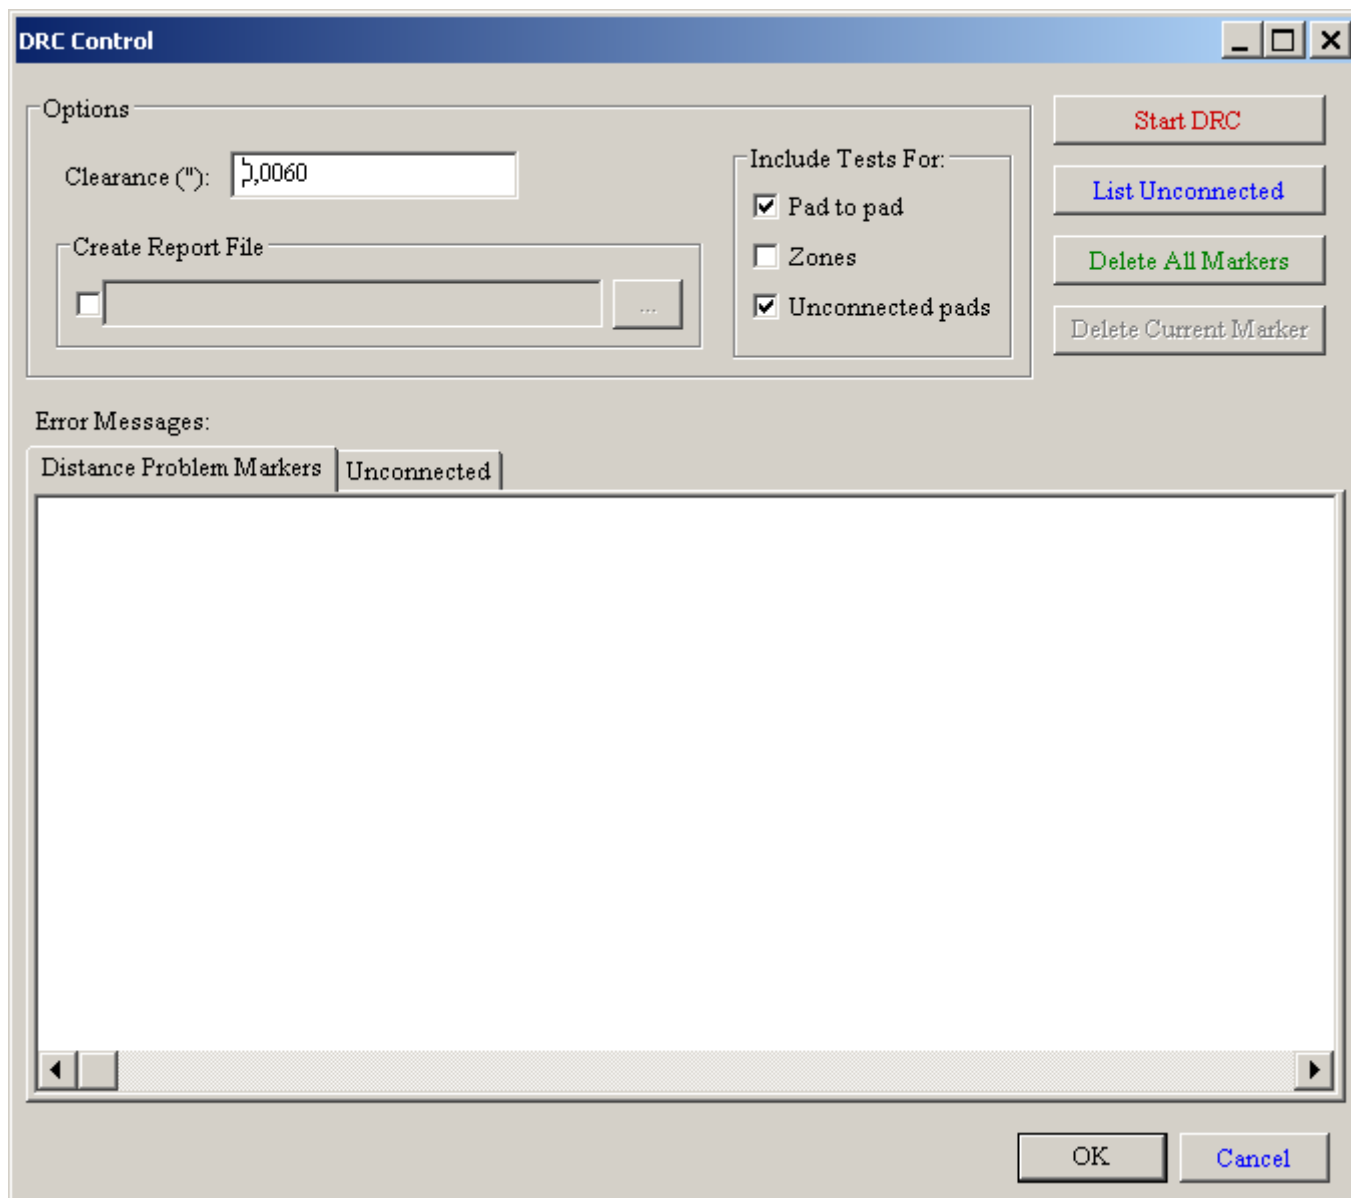 DRC Control
Options
Clearance ("):
0,0060
Create Report File
...
Include Tests For:
Pad to pad
Zones
Unconnected pads
Start DRC
List Unconnected
Delete All Markers
Delete Current Marker
Error Messages:
Distance Problem Markers
Unconnected
OK
Cancel